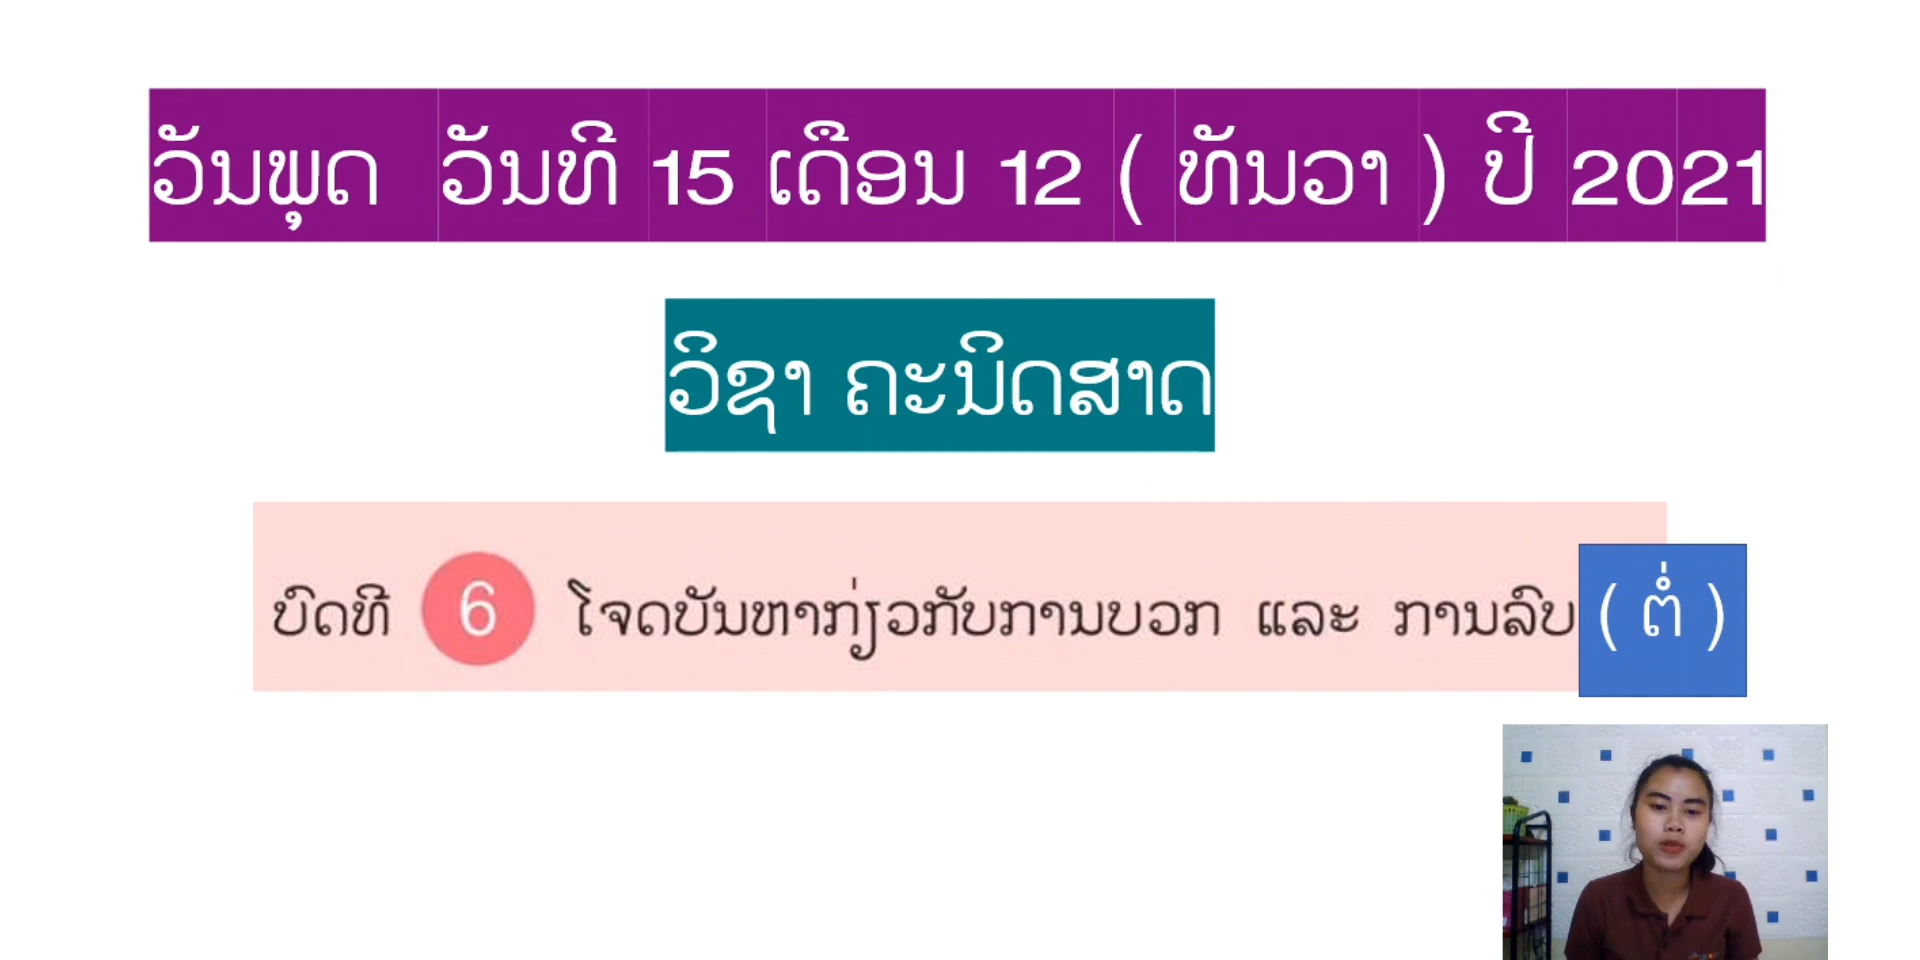 ວັນພຸດ ວັນທີ 15 ເດືອນ 12 ( ທັນວາ ) ປີ 2021
ວິຊາ ຄະນິດສາດ
ບົດທີ 6 ໂຈດບັນຫາກ່ຽວກັບການບວກ ແລະ ການລົບ ( ຕໍ່ )